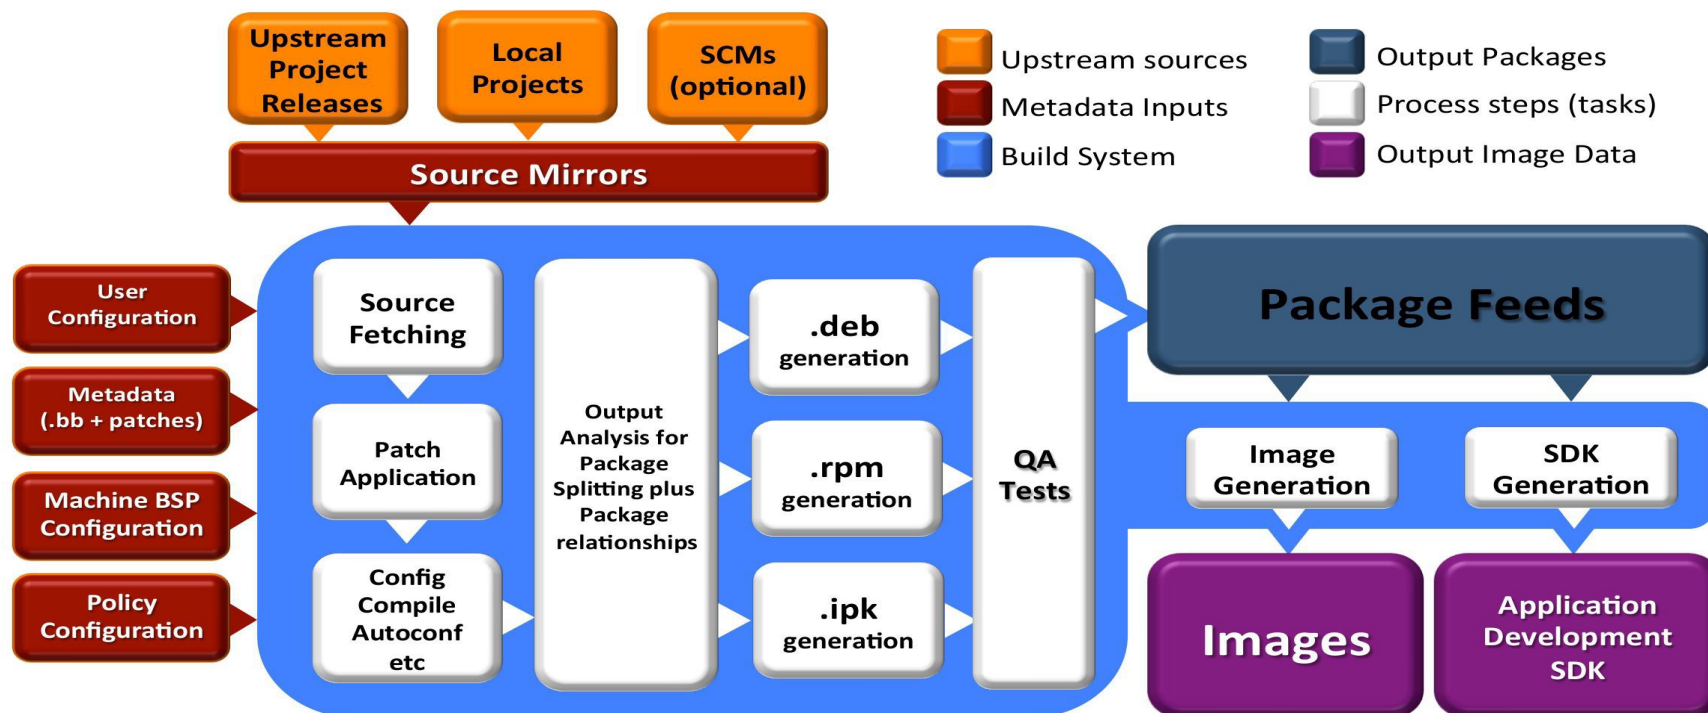 Upstream
Project
Releases
Local
Projects
SCMs
(optional)
Upstream sources
Metadata Inputs
Build System
Output Packages
Process steps (tasks)
Output Image Data
Source Mirrors
User
Configuration
Metadata
(.bb + patches)
Machine BSP
Configuration
Policy
Configuration
Source
Fetching
Patch
Application
Config
Compile
Autoconf
etc
Output
Analysis for
Package
Splitting plus
Package
relationships
.deb
generation
.rpm
generation
.ipk
generation
QA
Tests
Package Feeds
Image
Generation
SDK
Generation
Images
Application
Development
SDK